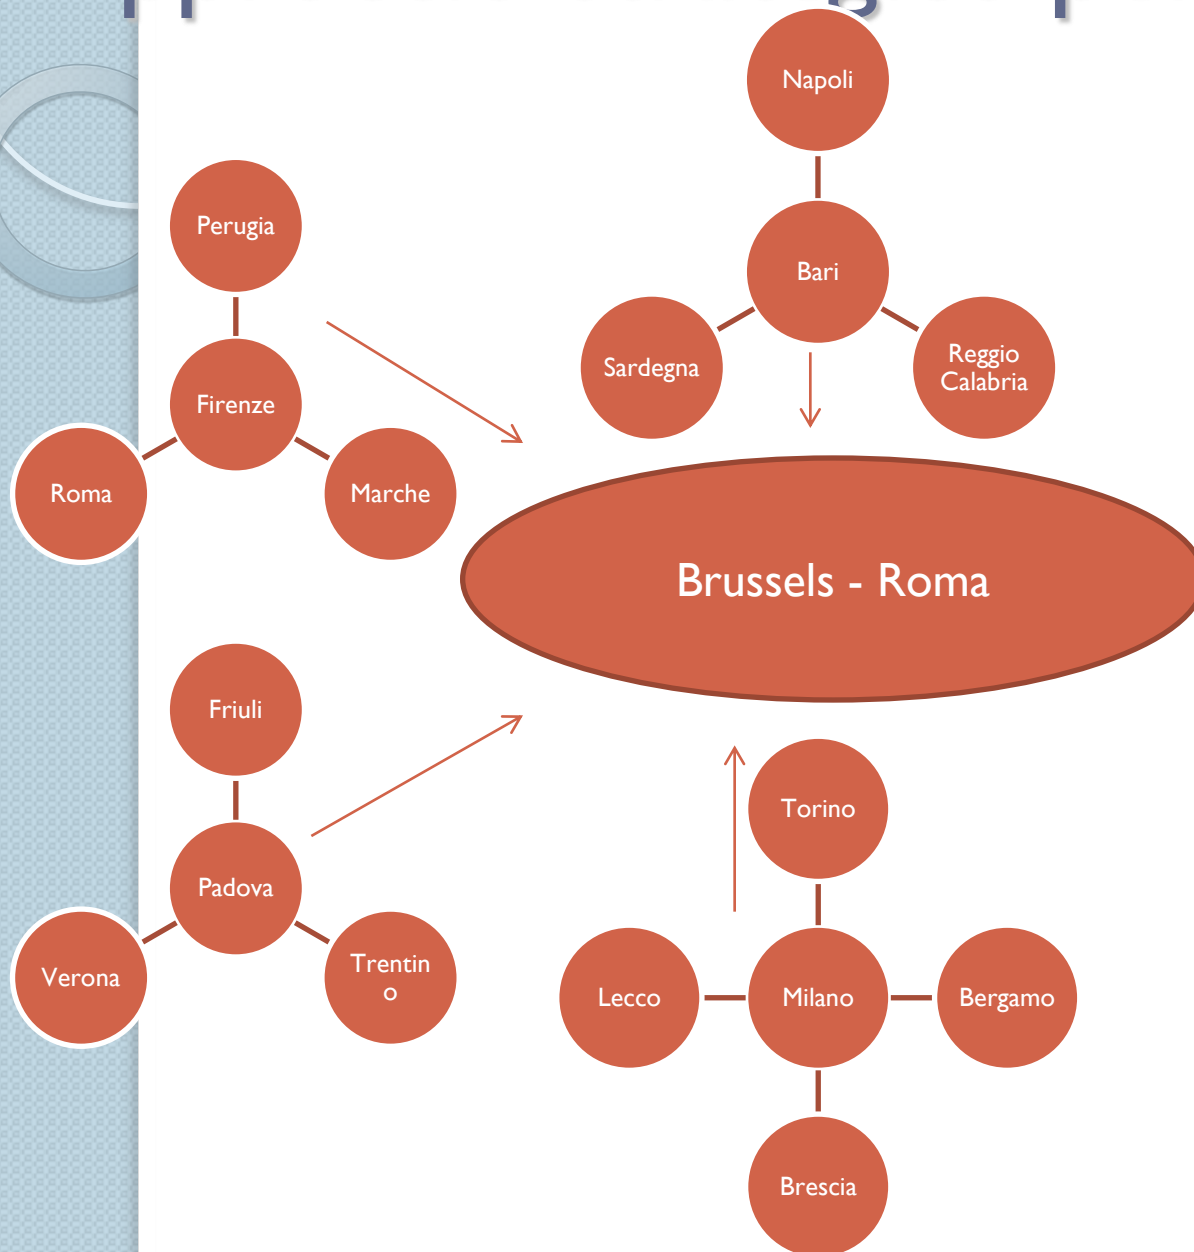 Napoli
Perugia
Bari
Sardegna
Reggio
Calabria
Firenze
Roma
Marche
Brussels - Roma
Friuli
Torino
Padova
Verona
Trentin
o
Lecco
Milano
Bergamo
Brescia